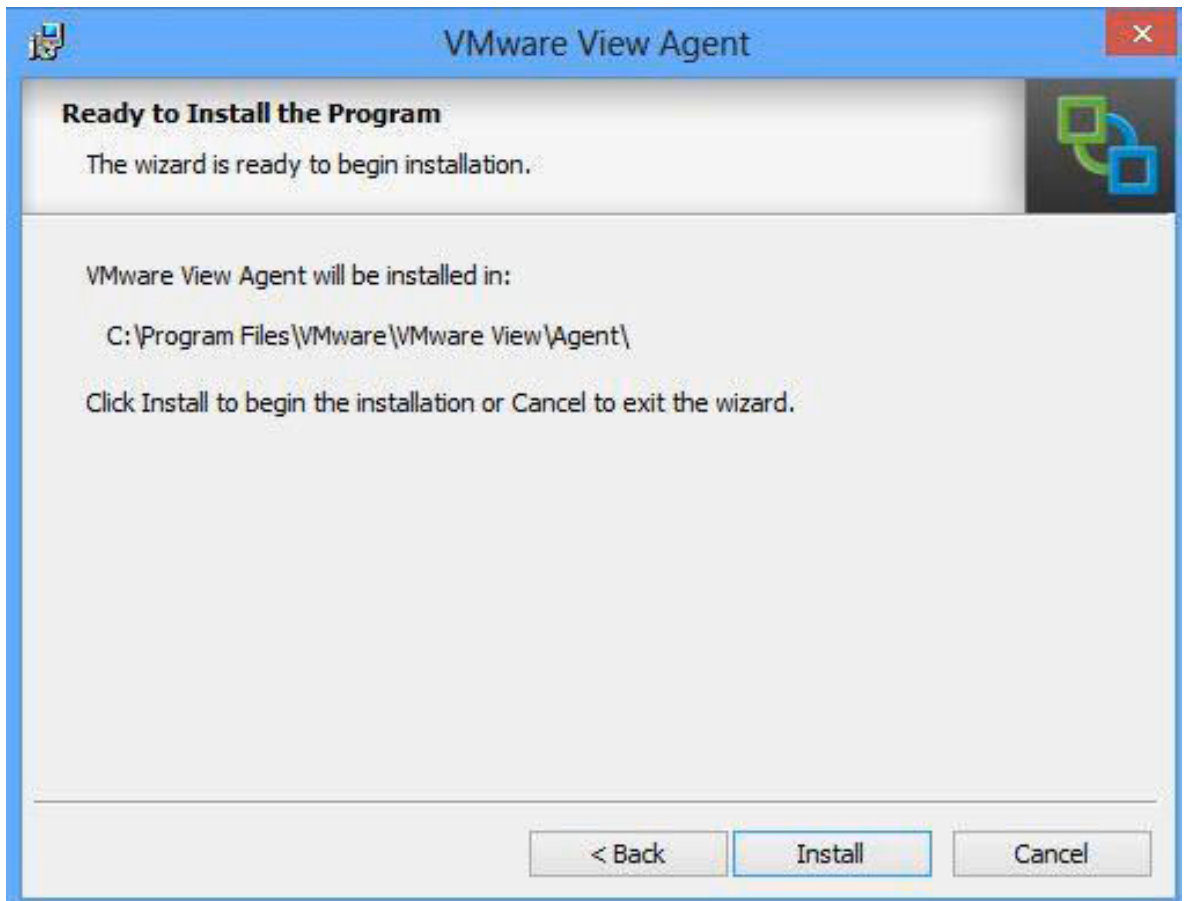 VMware View Agent
Ready to Install the Program
The wizard is ready to begin installation.
VMware View Agent will be installed in:
C:\Program Files\VMware\VMware View\Agent\
Click Install to begin the installation or Cancel to exit the wizard.
< Back
Install
Cancel